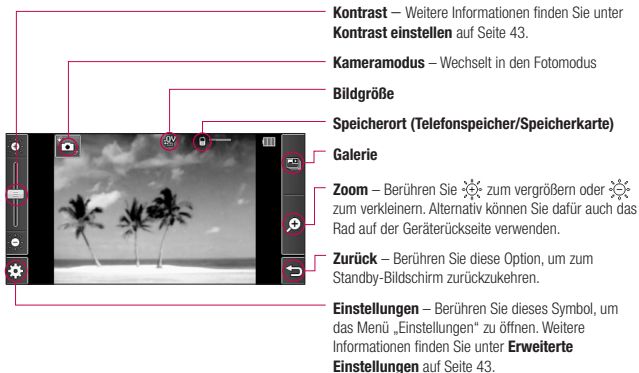 Kontrast – Weitere Informationen finden Sie unter
Kontrast einstellen auf Seite 43.
Kameramodus – Wechselt in den Fotomodus
Bildgröße
Speicherort (Telefonspeicher/Speicherkarte)
Galerie
Zoom – Berühren Sie zum vergrößern oder
zum verkleinern. Alternativ können Sie dafür auch das
Rad auf der Geräterückseite verwenden.
Zurück – Berühren Sie diese Option, um zum
Standby-Bildschirm zurückzukehren.
Einstellungen – Berühren Sie dieses Symbol, um
das Menü „Einstellungen" zu öffnen. Weitere
Informationen finden Sie unter Erweiterte
Einstellungen auf Seite 43.